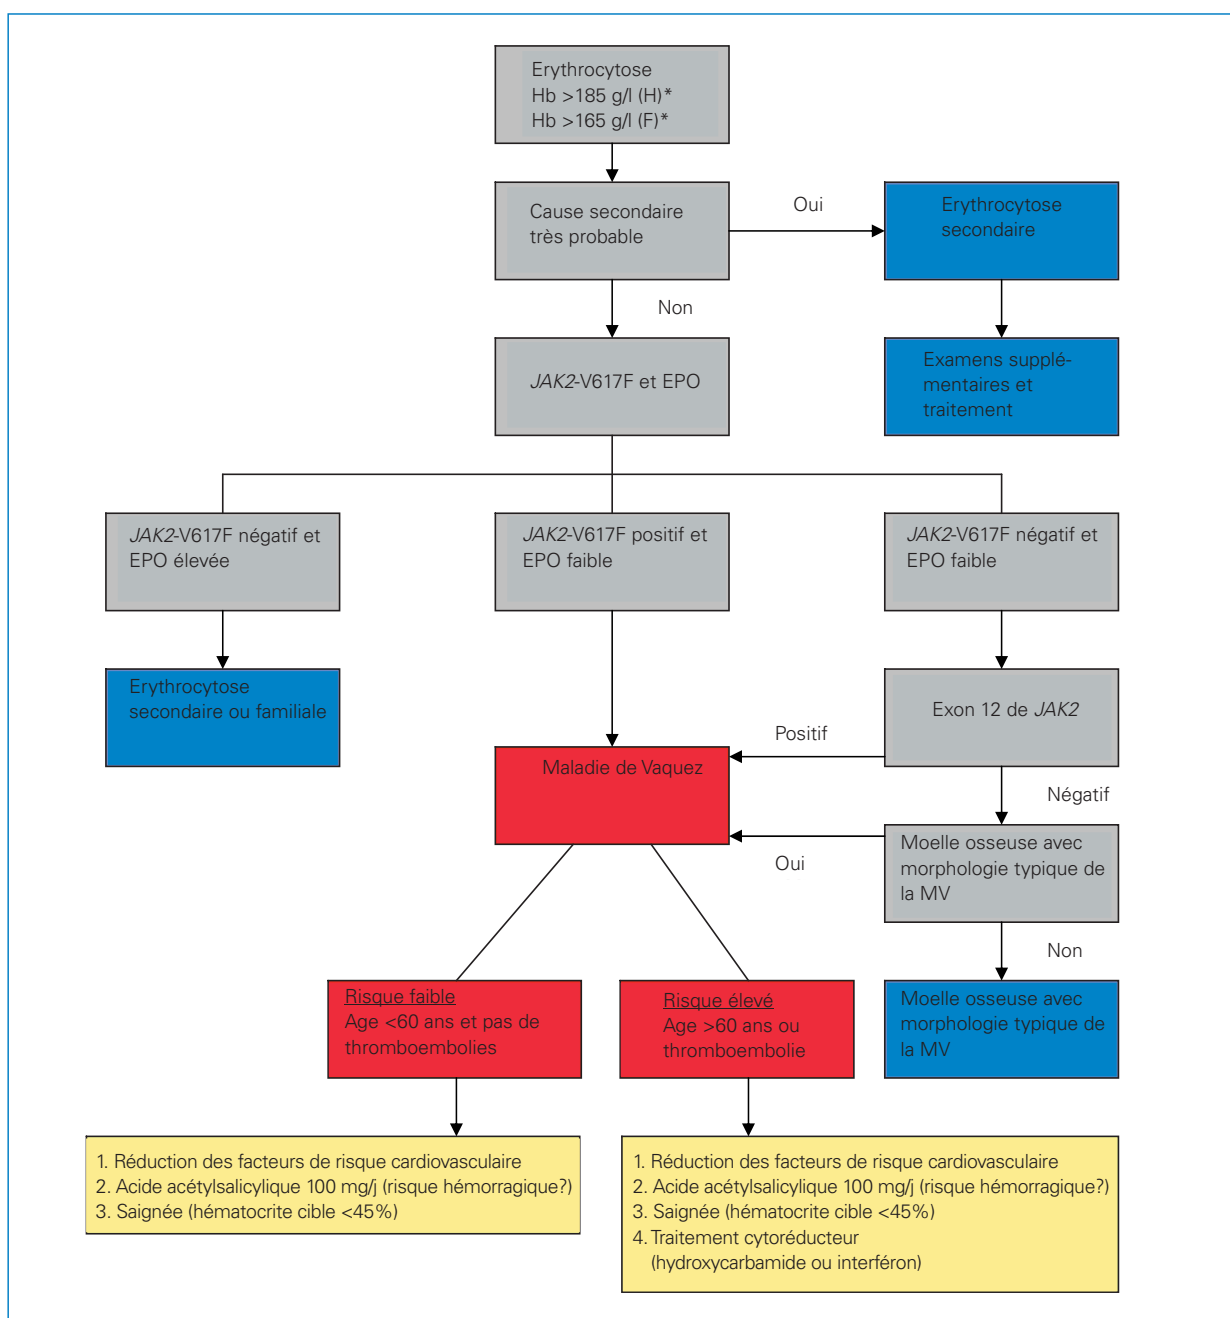 Erythrocytose
Hb >185 g/l (H)*
Hb >165 g/l (F)*
Cause secondaire
très probable
Oui
Erythrocytose
secondaire
Non
JAK2-V617F et EPO
Examens supplé-
mentaires et
traitement
JAK2-V617F négatif et
EPO élevée
JAK2-V617F positif et
EPO faible
JAK2-V617F négatif et
EPO faible
Erythrocytose
secondaire ou familiale
Exon 12 de JAK2
Positif
Maladie de Vaquez
Négatif
Oui
Moelle osseuse avec
morphologie typique de
la MV
Non
Risque faible
Age <60 ans et pas de
thromboembolies
Risque élevé
Age >60 ans ou
thromboembolie
Moelle osseuse avec
morphologie typique de
la MV
1. Réduction des facteurs de risque cardiovasculaire
2. Acide acétylsalicylique 100 mg/j (risque hémorragique?)
3. Saignée (hématocrite cible <45%)
1. Réduction des facteurs de risque cardiovasculaire
2. Acide acétylsalicylique 100 mg/j (risque hémorragique?)
3. Saignée (hématocrite cible <45%)
4. Traitement cytoréducteur
(hydroxycarbamide ou interféron)